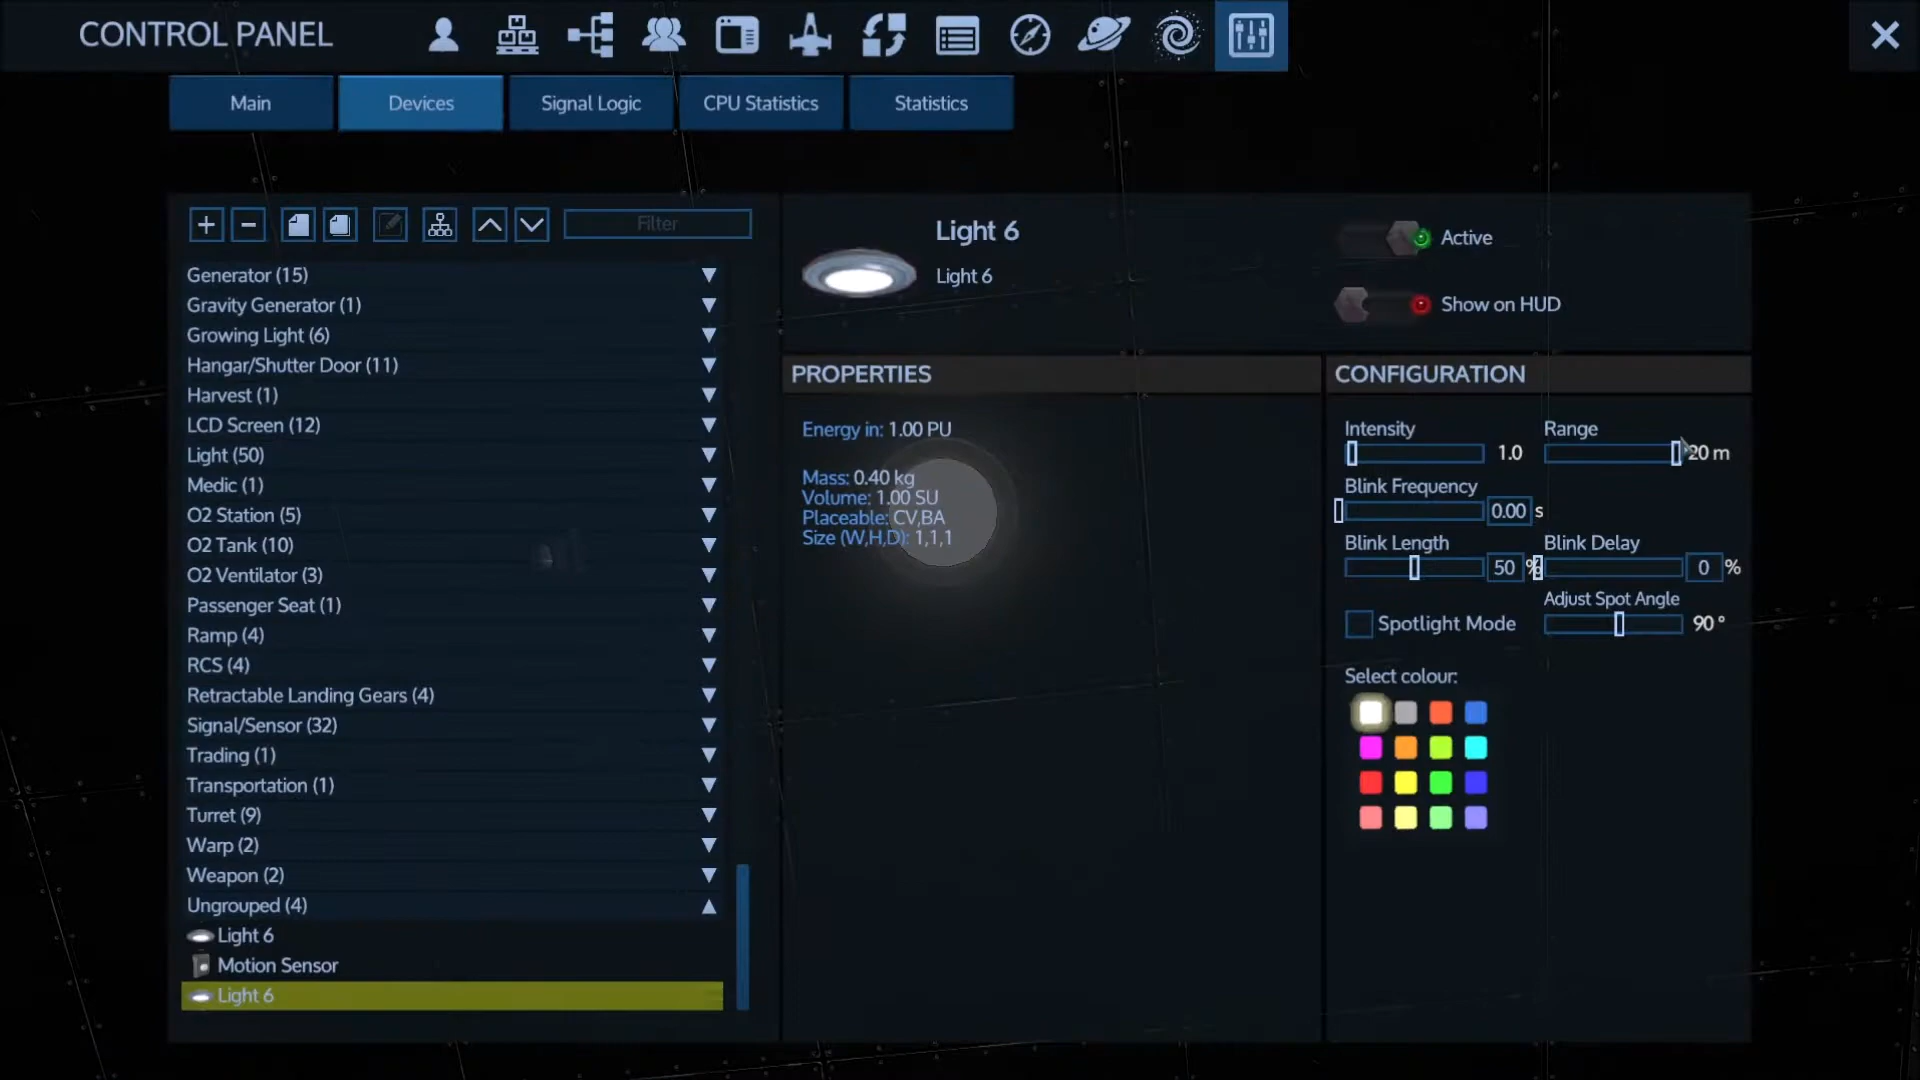 CONTROL PANEL
Main
Devices
Signal Logic
CPU Statistics
Statistics
Filter
Generator (15)
Gravity Generator (1)
Growing Light (6)
Hangar/Shutter Door (11)
Harvest (1)
LCD Screen (12)
Light (50)
Medic (1)
O2 Station (5)
O2 Tank (10)
O2 Ventilator (3)
Passenger Seat (1)
Ramp (4)
RCS (4)
Retractable Landing Gears (4)
Signal/Sensor (32)
Trading (1)
Transportation (1)
Turret (9)
Warp (2)
Weapon (2)
Ungrouped (4)
Light 6
Motion Sensor
Light 6
Light 6
Light 6
Active
Show on HUD
PROPERTIES
Energy in: 1.00 PU
Mass: 0.40 kg
Volume: 1.00 SU
Placeable: CV,BA
Size (W,H,D): 1,1,1
CONFIGURATION
Intensity
1.0
Range
20 m
Blink Frequency
0.00 s
Blink Length
50 %
Blink Delay
0 %
Spotlight Mode
Adjust Spot Angle
90 °
Select colour: